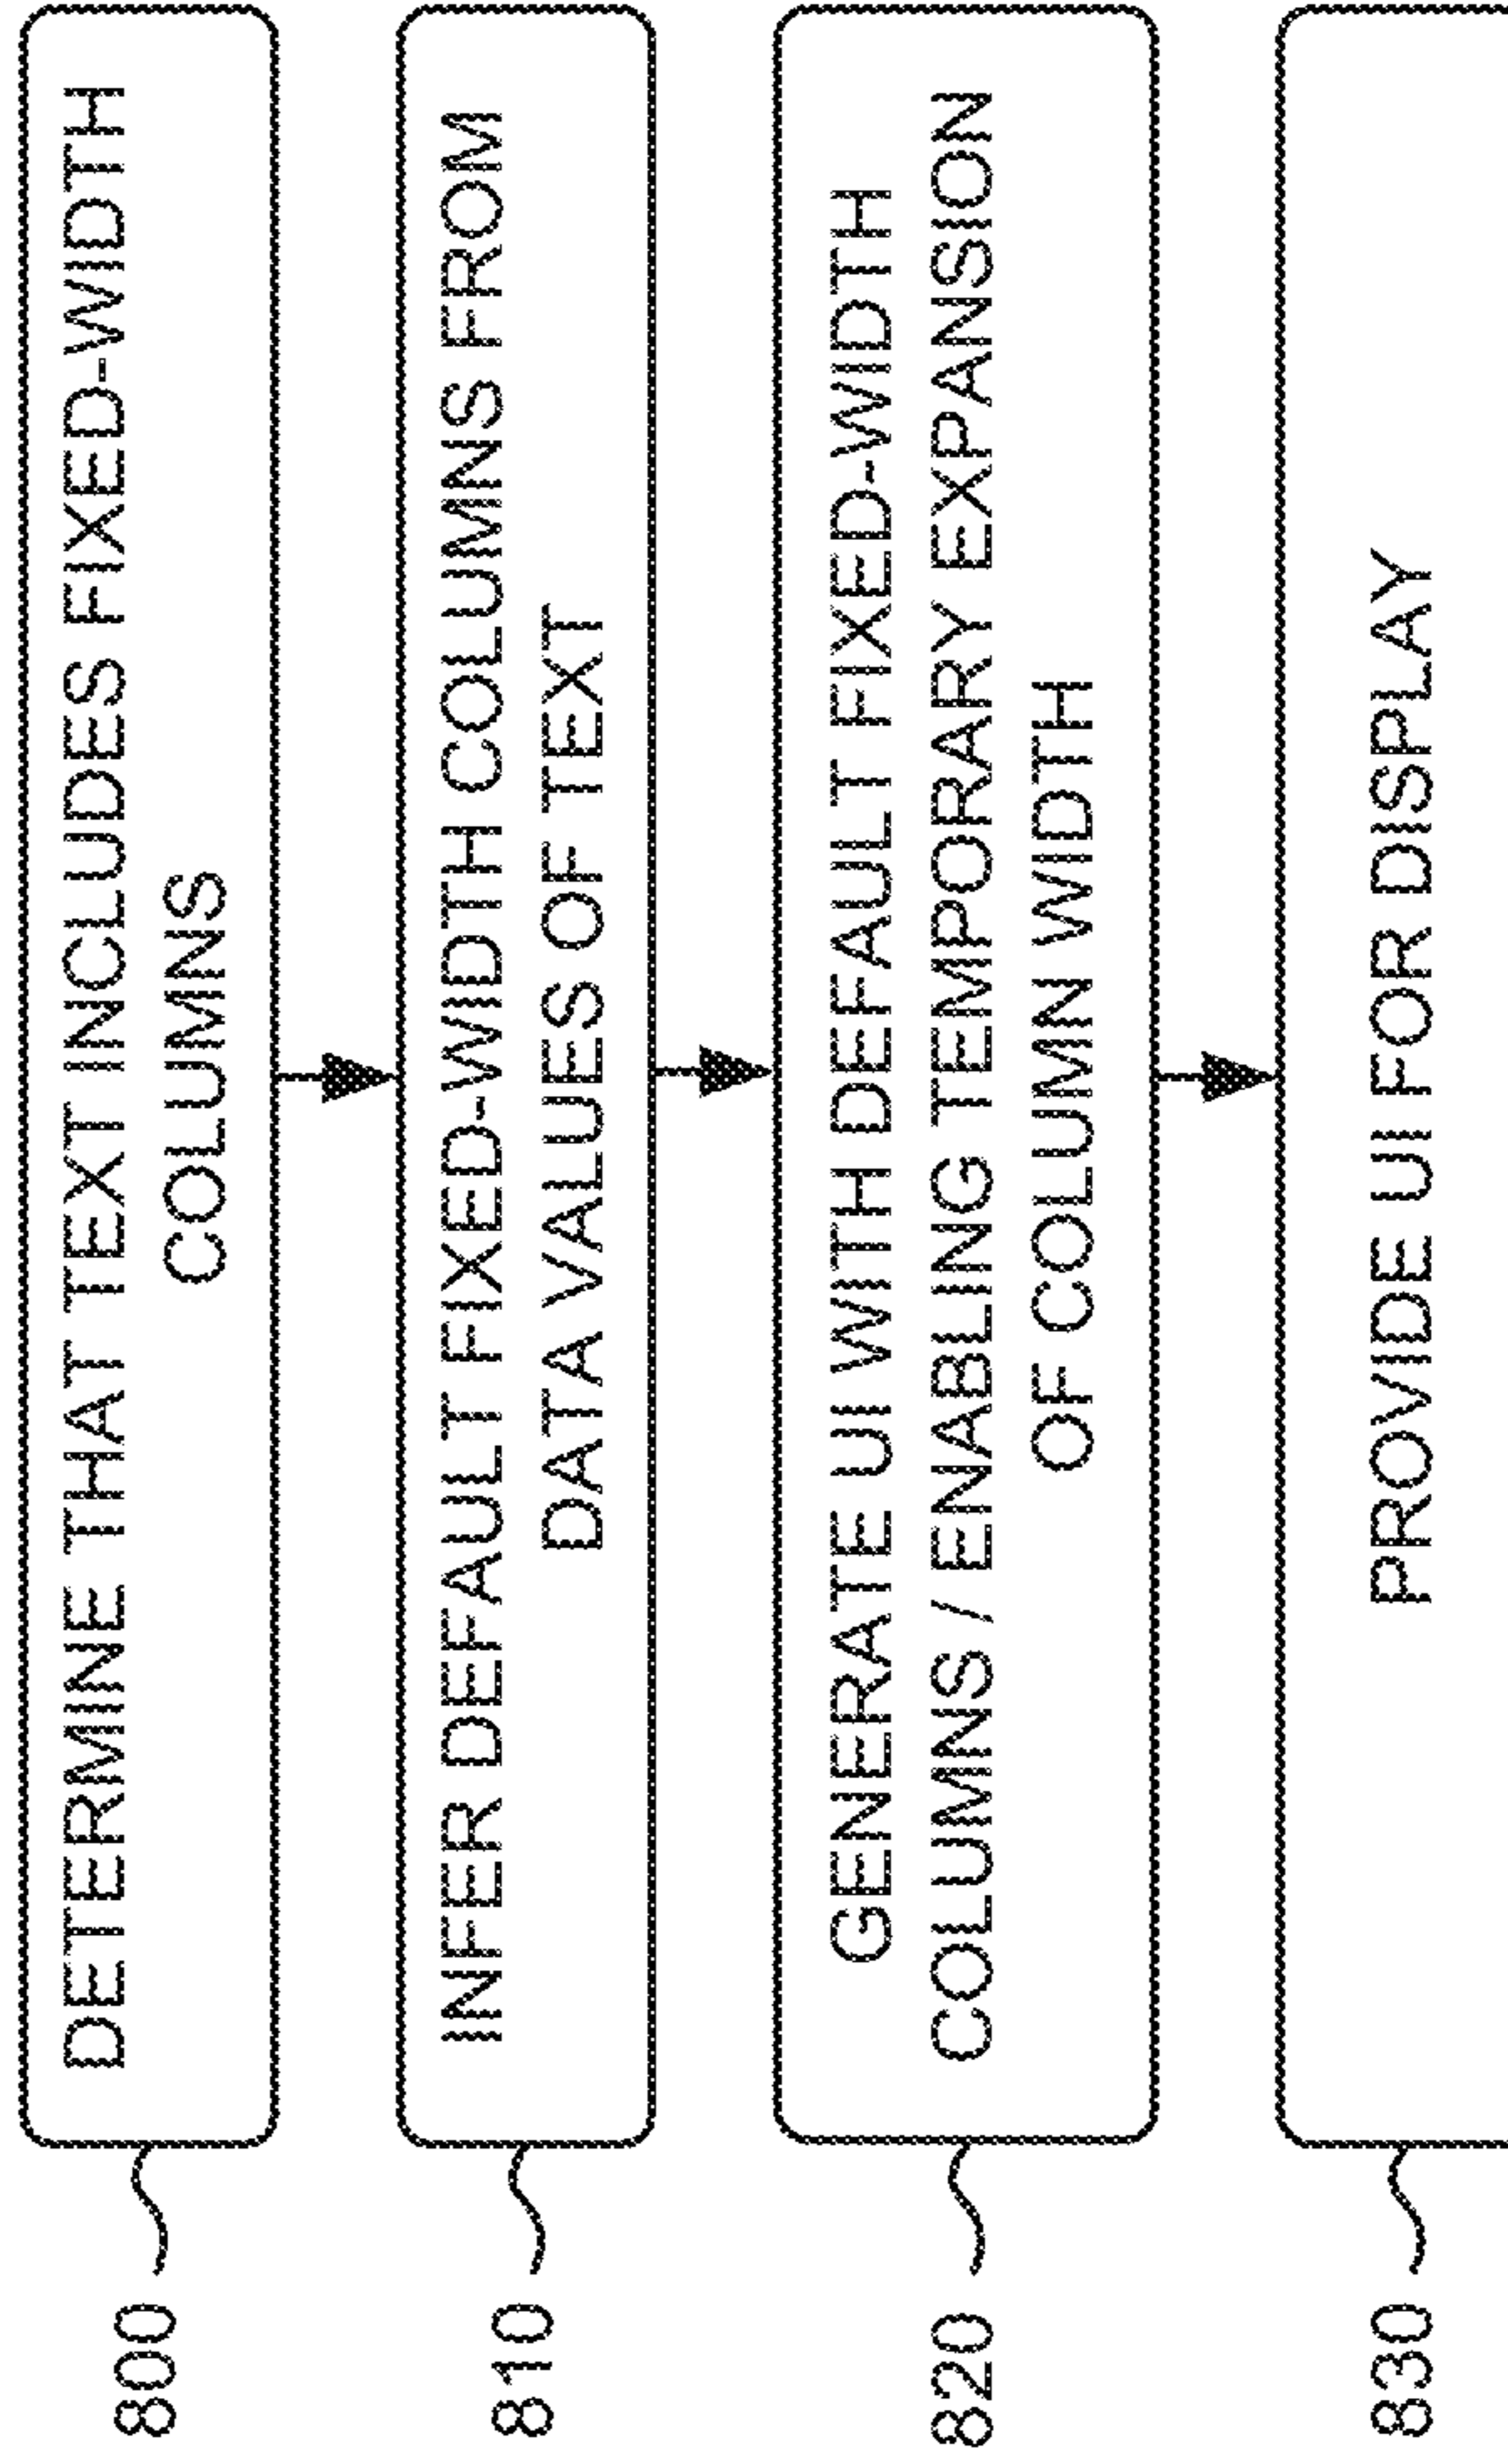 800
DETERMINE THAT TEXT INCLUDES FIXED-WIDTH
COLUMNS
810
INFER DEFAULT FIXED-WIDTH COLUMNS FROM
DATA VALUES OF TEXT
820
GENERATE UI WITH DEFAULT FIXED-WIDTH
COLUMNS / ENABLING TEMPORARY EXPANSION
OF COLUMN WIDTH
830
PROVIDE UI FOR DISPLAY